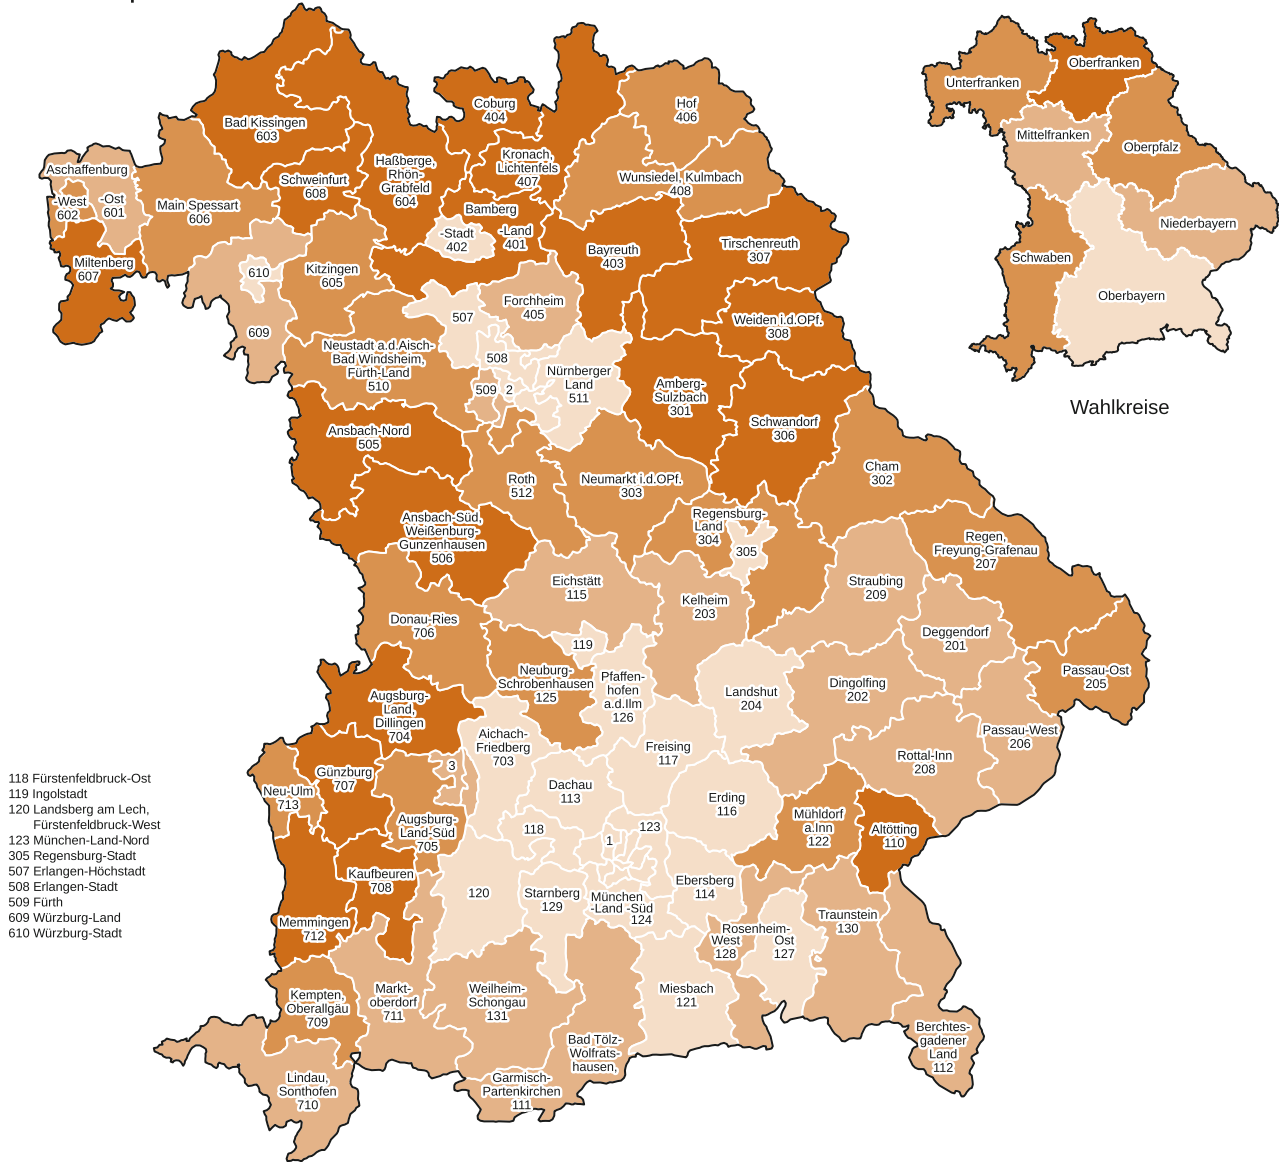 Coburg
404
Hof
406
Bad Kissingen
603
Kronach,
Lichtenfels
407
Haßberge,
Rhön-
Grabfeld
604
Aschaffenburg
-West
602
-Ost
601
Schweinfurt
608
Main Spessart
606
Wunsiedel, Kulmbach
408
Bamberg
-Stadt
402
-Land
401
Bayreuth
403
Tirschenreuth
307
Miltenberg
607
610
Kitzingen
605
Forchheim
405
507
609
Weiden i.d.OPf.
308
Neustadt a.d.Aisch-
Bad Windsheim,
Fürth-Land
510
508
509
2
Nürnberger
Land
511
Amberg-
Sulzbach
301
Schwandorf
306
Ansbach-Nord
505
Cham
302
Roth
512
Neumarkt i.d.OPf.
303
Regensburg-
Land
304
305
Ansbach-Süd,
Weißenburg-
Gunzenhausen
506
Regen,
Freyung-Grafenau
207
Eichstätt
115
Kelheim
203
Straubing
209
Donau-Ries
706
119
Deggendorf
201
Neuburg-
Schrobenhausen
125
Pfaffen-
hofen
a.d.Ilm
126
Landshut
204
Dingolfing
202
Passau-Ost
205
Augsburg-
Land,
Dillingen
704
Aichach-
Friedberg
703
Freising
117
Passau-West
206
Rottal-Inn
208
Günzburg
707
3
Neu-Ulm
713
Dachau
113
Erding
116
Augsburg-
Land-Süd
705
118
123
1
Mühldorf
a.Inn
122
Altötting
110
Kaufbeuren
708
120
Starnberg
129
München
-Land -Süd
124
Ebersberg
114
Memmingen
712
Rosenheim-
West
128
Ost
127
Traunstein
130
Kempten,
Oberallgäu
709
Markt-
oberdorf
711
Weilheim-
Schongau
131
Miesbach
121
Bad Tölz-
Wolfrats-
hausen,
Garmisch-
Partenkirchen
111
Berchtes-
gadener
Land
112
Lindau,
Sonthofen
710
Unterfranken
Oberfranken
Mittelfranken
Oberpfalz
Niederbayern
Schwaben
Oberbayern
Wahlkreise
118 Fürstenfeldbruck-Ost
119 Ingolstadt
120 Landsberg am Lech,
Fürstenfeldbruck-West
123 München-Land-Nord
305 Regensburg-Stadt
507 Erlangen-Höchstadt
508 Erlangen-Stadt
509 Fürth
609 Würzburg-Land
610 Würzburg-Stadt